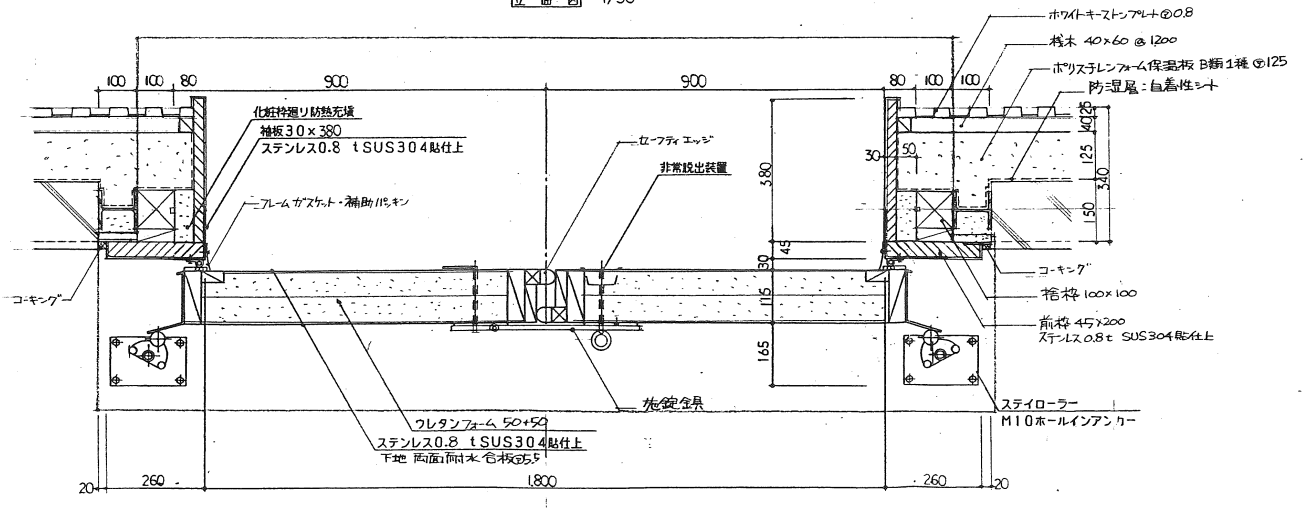 立面図 1/30
ホワイトキーストンプレート⑦0.8
桟木 40×60 @1200
ポリスチレンフォーム保温板 B類1種 ⑦125
防湿層:自着性シート
100 100 80 900 900 80 100 100
化粧枠廻り防熱充填
袖板30×380
ステンレス0.8 tSUS304貼仕上
セーフティエッジ
非常脱出装置
フレームガスケット・補助パッキン
30 50
25
40
125
150
340
380
45
30
115
165
コーキング
コーキング
捨枠 100×100
前枠 45×200
ステンレス0.8t SUS304貼仕上
施錠金具
ステイローラー
M10ホールインアンカー
ウレタンフォーム 50+50
ステンレス0.8 tSUS304貼仕上
下地 両面耐水合板⑦5.5
20 260 1,800 260 20